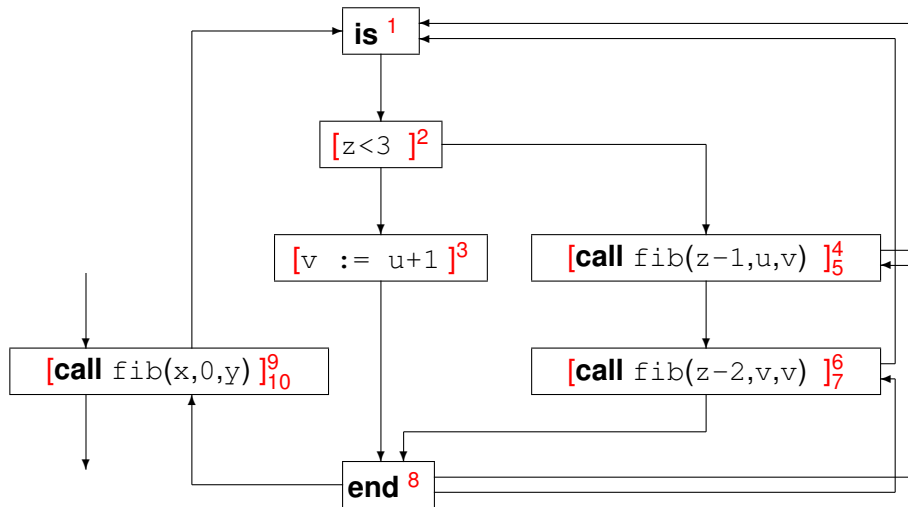 is 1
[z<3 ]2
[v := u+1 ]3
[call fib(z-1,u,v) ]4 5
[call fib(x,0,y) ]9 10
[call fib(z-2,v,v) ]6 7
end 8